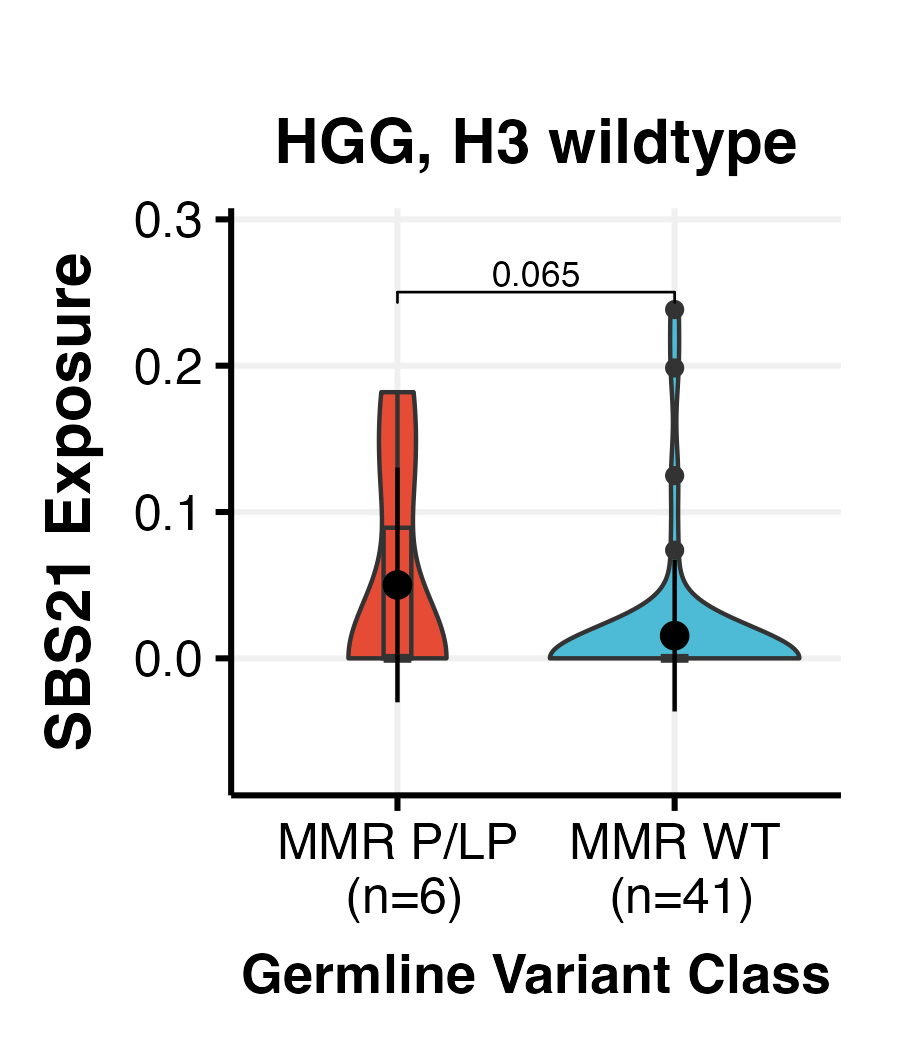 HGG, H3 wildtype
0.3
0.065
0.2
0.1
0.0
SBS21 Exposure
MMR P/LP
(n=6)
MMR WT
(n=41)
Germline Variant Class